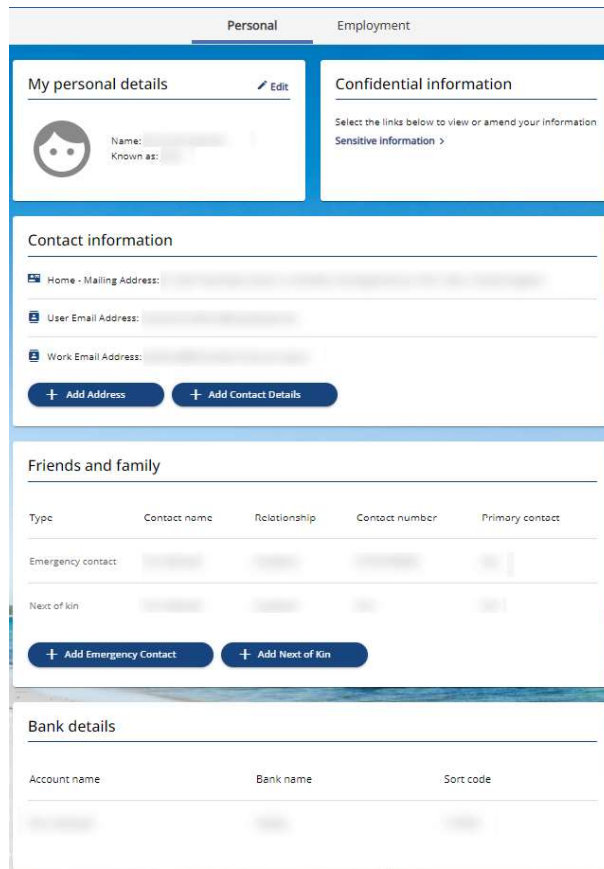 Personal Employment
My personal details Edit
Name:
Known as:
Confidential information
Select the links below to view or amend your information
Sensitive information >
Contact information
Home - Mailing Address:
User Email Address:
Work Email Address:
+ Add Address + Add Contact Details
Friends and family
Type Contact name Relationship Contact number Primary contact
Emergency contact
Next of kin
+ Add Emergency Contact + Add Next of Kin
Bank details
Account name Bank name Sort code